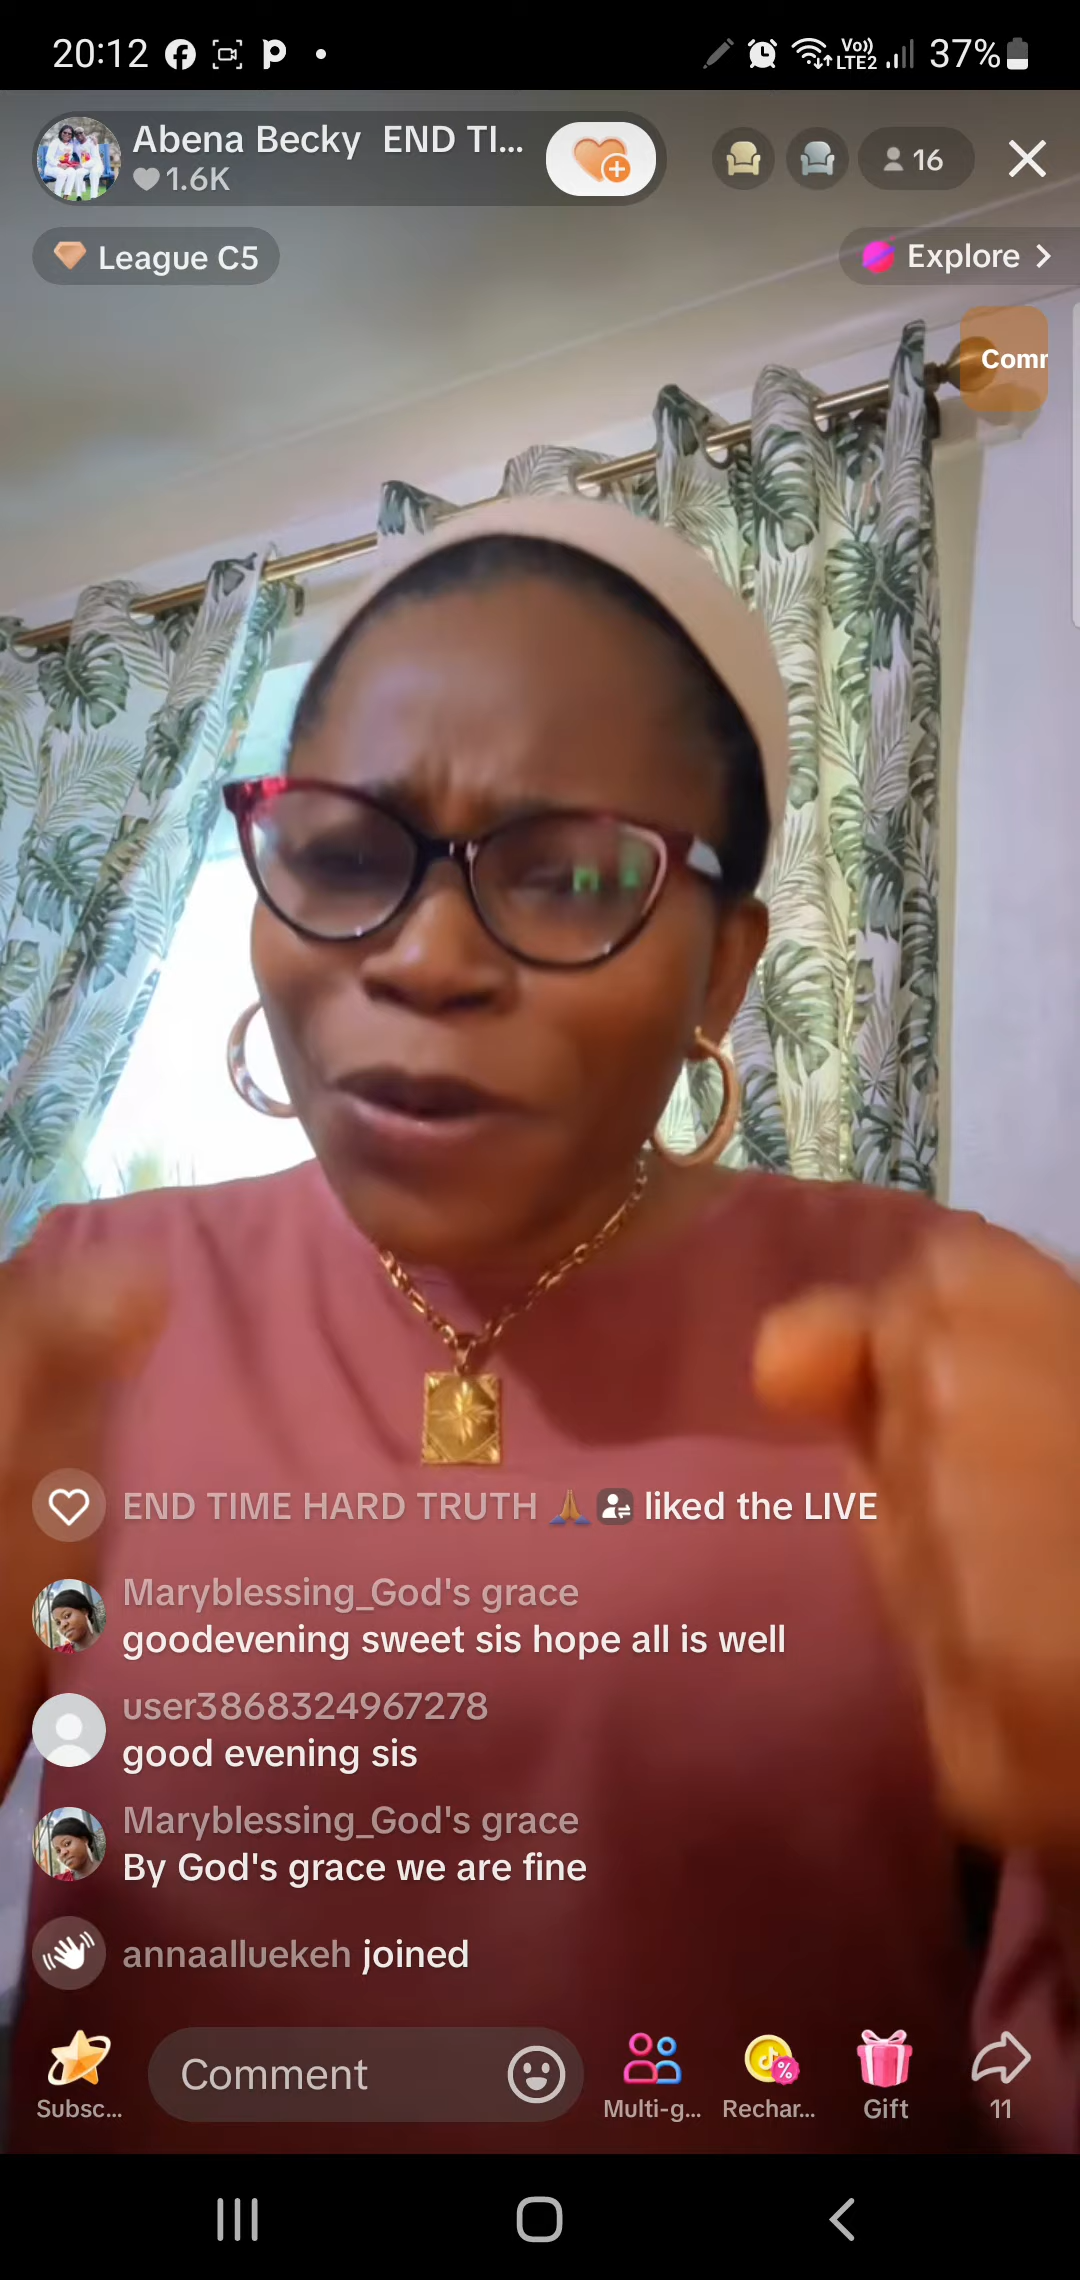 20:12
Vo))
LTE2
37%
Abena Becky END TI...
1.6K
16
League C5
Explore
Comr
END TIME HARD TRUTH 🙏 liked the LIVE
Maryblessing_God's grace
goodevening sweet sis hope all is well
user3868324967278
good evening sis
Maryblessing_God's grace
By God's grace we are fine
annaalluekeh joined
Comment
Subsc...
Multi-g...
Rechar...
Gift
11